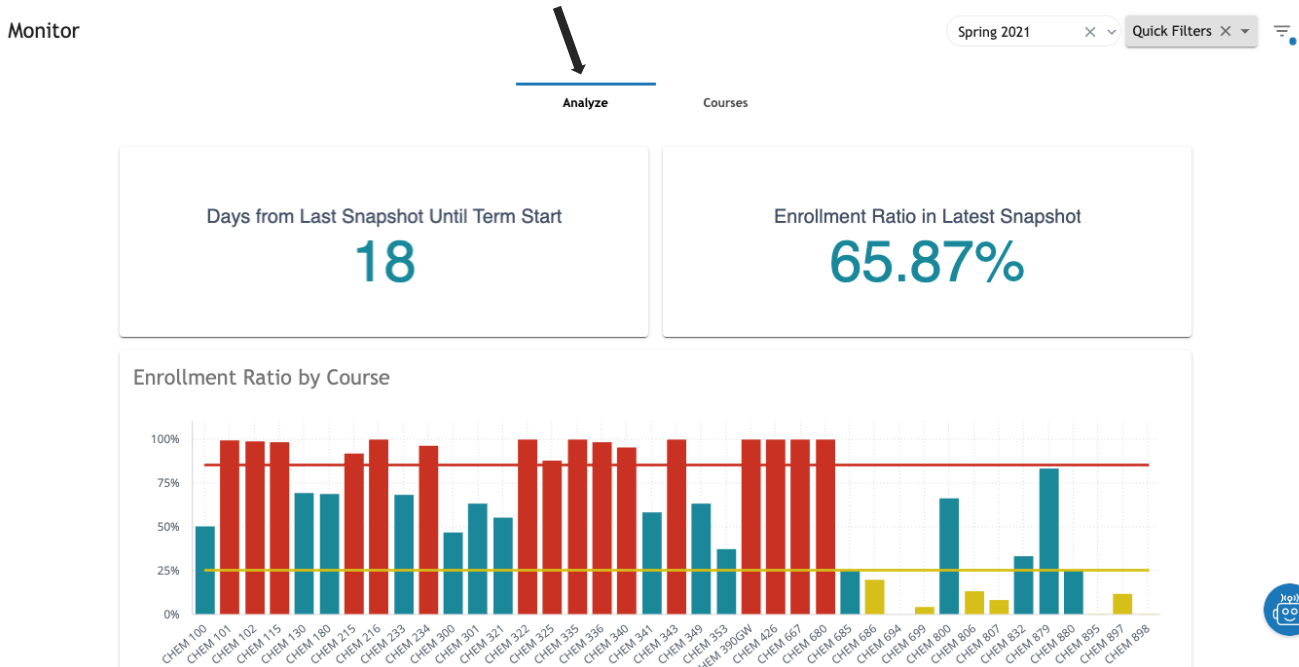 Monitor
Spring 2021
Quick Filters
Analyze
Courses
Days from Last Snapshot Until Term Start
18
Enrollment Ratio in Latest Snapshot
65.87%
Enrollment Ratio by Course
100%
75%
50%
25%
0%
CHEM 100
CHEM 101
CHEM 102
CHEM 115
CHEM 130
CHEM 180
CHEM 215
CHEM 216
CHEM 233
CHEM 234
CHEM 300
CHEM 301
CHEM 321
CHEM 322
CHEM 325
CHEM 335
CHEM 336
CHEM 340
CHEM 341
CHEM 343
CHEM 349
CHEM 353
HEM 390GW
CHEM 426
CHEM 667
CHEM 680
CHEM 685
CHEM 686
CHEM 694
CHEM 699
CHEM 800
CHEM 806
CHEM 807
CHEM 832
CHEM 879
CHEM 880
CHEM 895
CHEM 897
CHEM 898